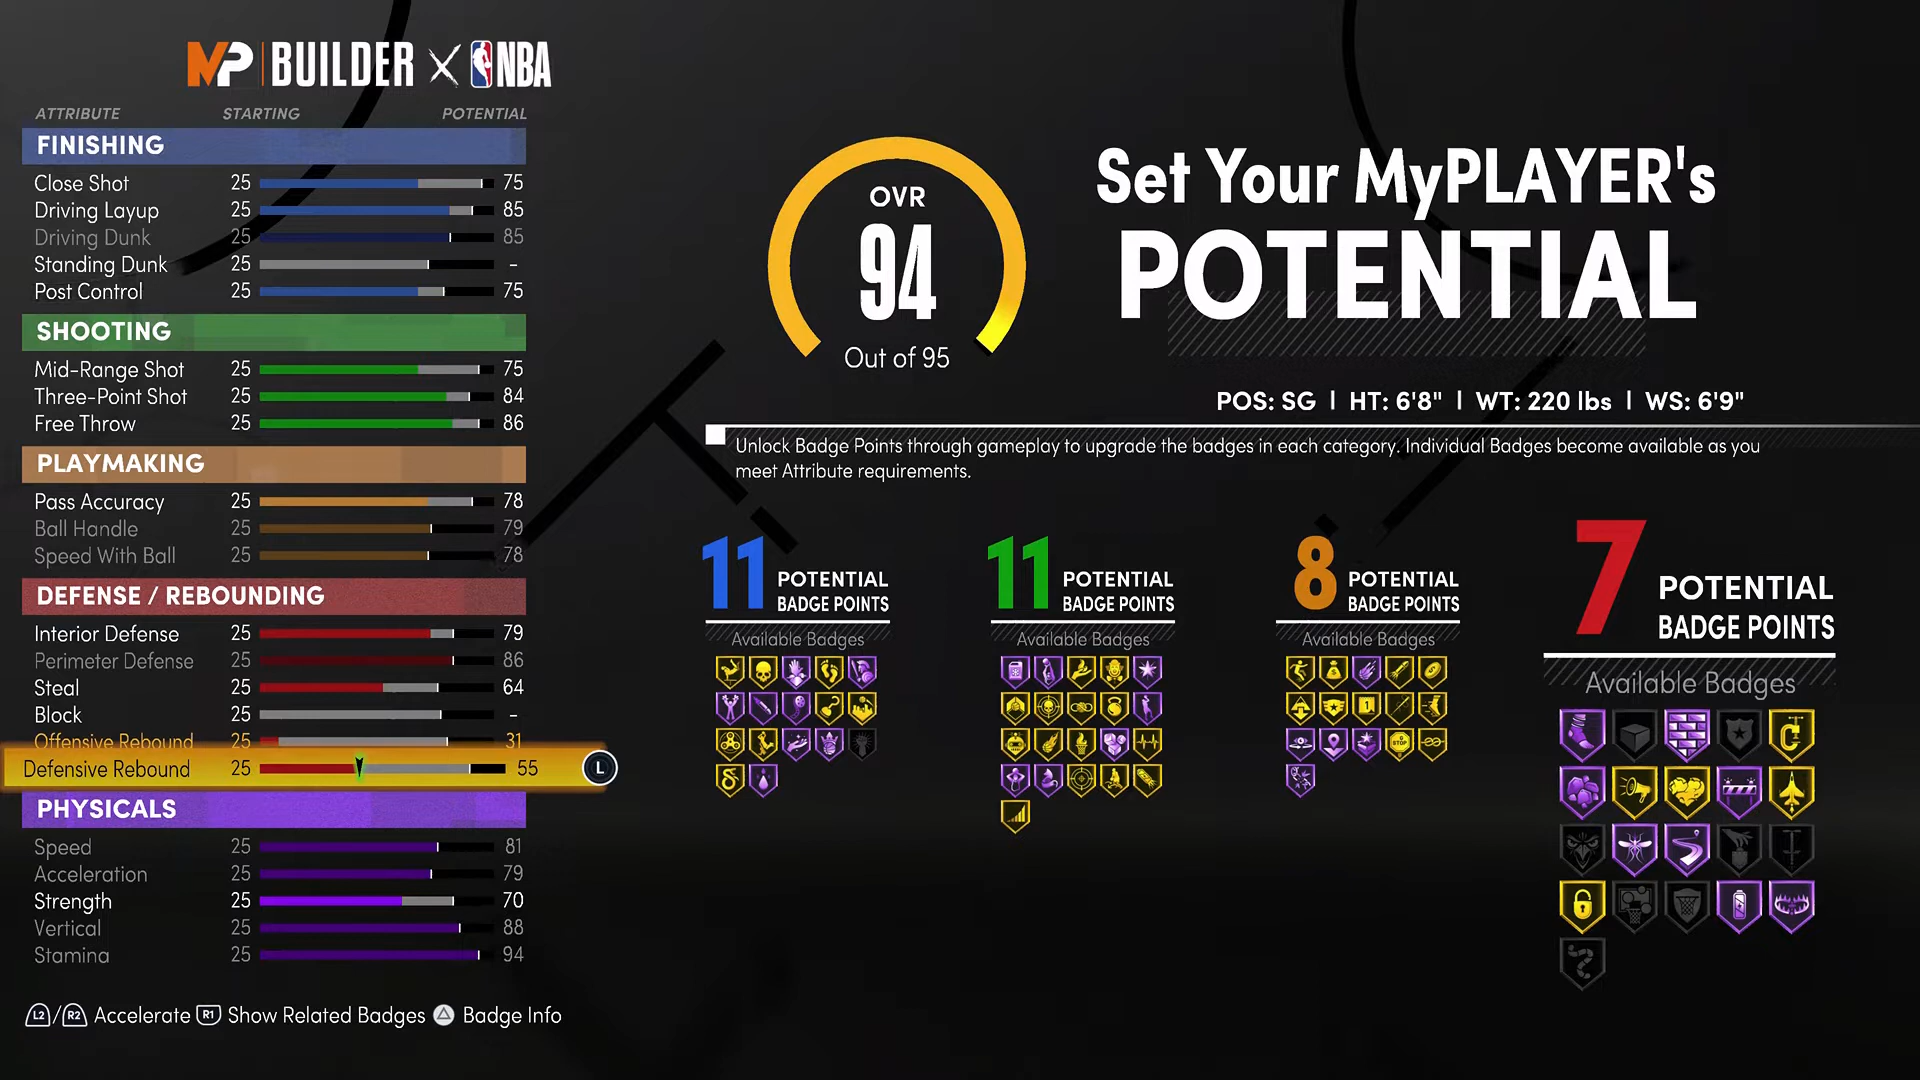 MP | BUILDER X NBA
ATTRIBUTE STARTING POTENTIAL
FINISHING
Close Shot 25 75
Driving Layup 25 85
Driving Dunk 25 85
Standing Dunk 25 -
Post Control 25 75
SHOOTING
Mid-Range Shot 25 75
Three-Point Shot 25 84
Free Throw 25 86
PLAYMAKING
Pass Accuracy 25 78
Ball Handle 25 79
Speed With Ball 25 78
DEFENSE / REBOUNDING
Interior Defense 25 79
Perimeter Defense 25 86
Steal 25 64
Block 25 -
Offensive Rebound 25 31
Defensive Rebound 25 55 L
PHYSICALS
Speed 25 81
Acceleration 25 79
Strength 25 70
Vertical 25 88
Stamina 25 94
L2/R2 Accelerate R1 Show Related Badges Badge Info
OVR
94
Out of 95
Set Your MyPLAYER's
POTENTIAL
POS: SG | HT: 6'8" | WT: 220 lbs | WS: 6'9"
Unlock Badge Points through gameplay to upgrade the badges in each category. Individual Badges become available as you
meet Attribute requirements.
11 POTENTIAL
BADGE POINTS
Available Badges
11 POTENTIAL
BADGE POINTS
Available Badges
8 POTENTIAL
BADGE POINTS
Available Badges
STOP
7 POTENTIAL
BADGE POINTS
Available Badges